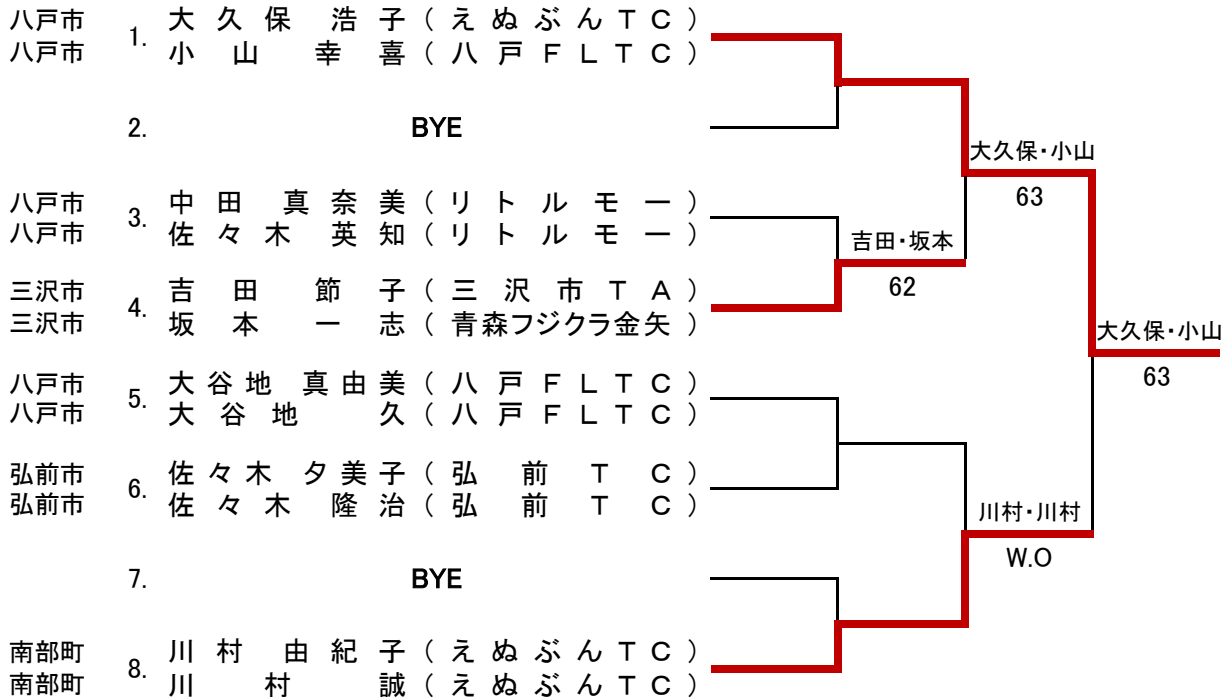 八戸市 1. 大久保 浩子(えぬぶんTC)
八戸市 小山 幸喜(八戸FLTC)
2. BYE
大久保・小山
63
八戸市 3. 中田 真奈美(リトルモー)
八戸市 佐々木 英知(リトルモー)
吉田・坂本
62
三沢市 4. 吉田 節子(三沢市TA)
三沢市 坂本 一志(青森フジクラ金矢)
大久保・小山
63
八戸市 5. 大谷地 真由美(八戸FLTC)
八戸市 大谷地 久(八戸FLTC)
弘前市 6. 佐々木 夕美子(弘前TC)
弘前市 佐々木 隆治(弘前TC)
川村・川村
W.O
7. BYE
南部町 8. 川村 由紀子(えぬぶんTC)
南部町 川村 誠(えぬぶんTC)